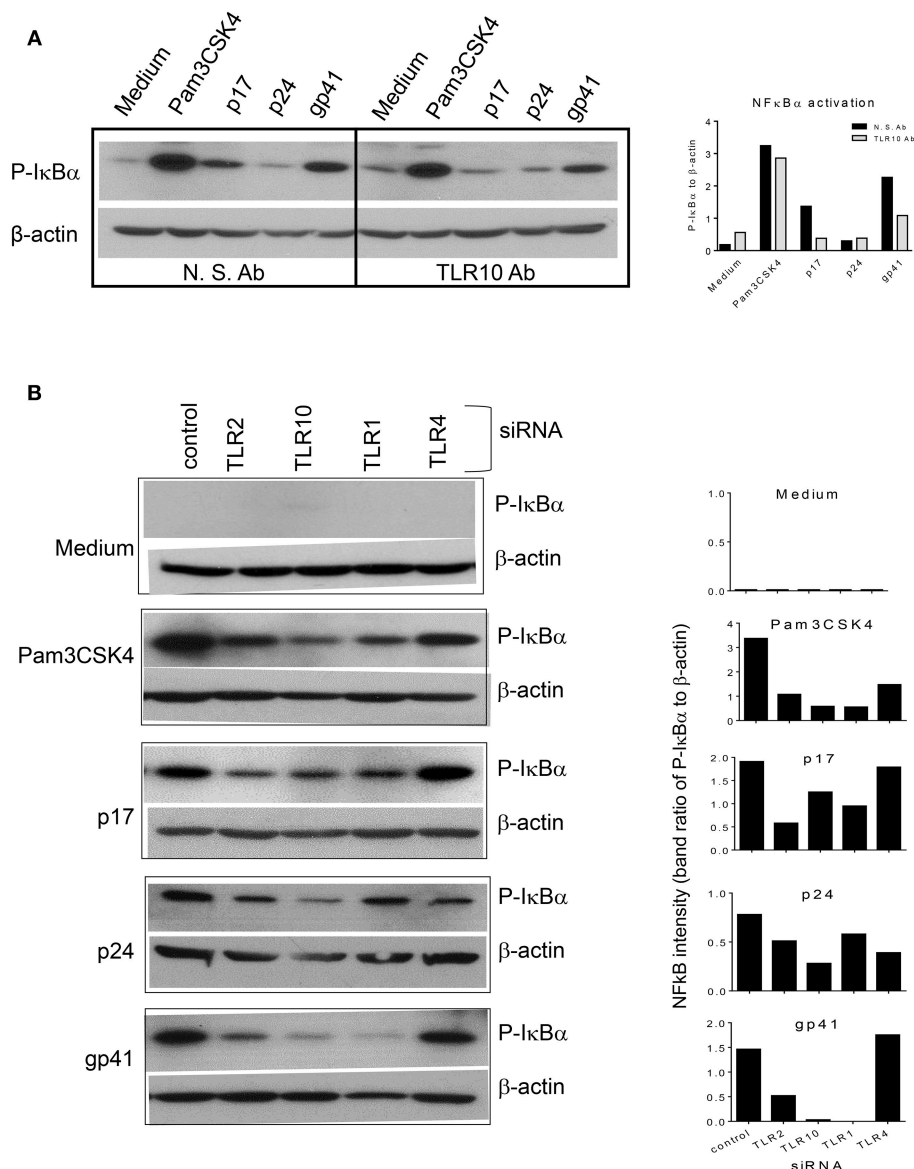 A
Medium
Pam3CSK4
p17
p24
gp41
Medium
Pam3CSK4
p17
p24
gp41
P-IκBα
β-actin
N. S. Ab
TLR10 Ab
NFκBα activation
N. S. Ab
TLR10 Ab
P-IκBα to β-actin
4
3
2
1
0
Medium
Pam3CSK4
p17
p24
gp41
B
control
TLR2
TLR10
TLR1
TLR4
siRNA
Medium
P-IκBα
β-actin
Pam3CSK4
P-IκBα
β-actin
p17
P-IκBα
β-actin
p24
P-IκBα
β-actin
gp41
P-IκBα
β-actin
NFkB intensity (band ratio of P-IκBα to β-actin)
Medium
1.0
0.5
0.0
Pam3CSK4
4
3
2
1
0
p17
2.0
1.5
1.0
0.5
0.0
p24
1.0
0.5
0.0
gp41
2.0
1.5
1.0
0.5
0.0
control
TLR2
TLR10
TLR1
TLR4
siRNA